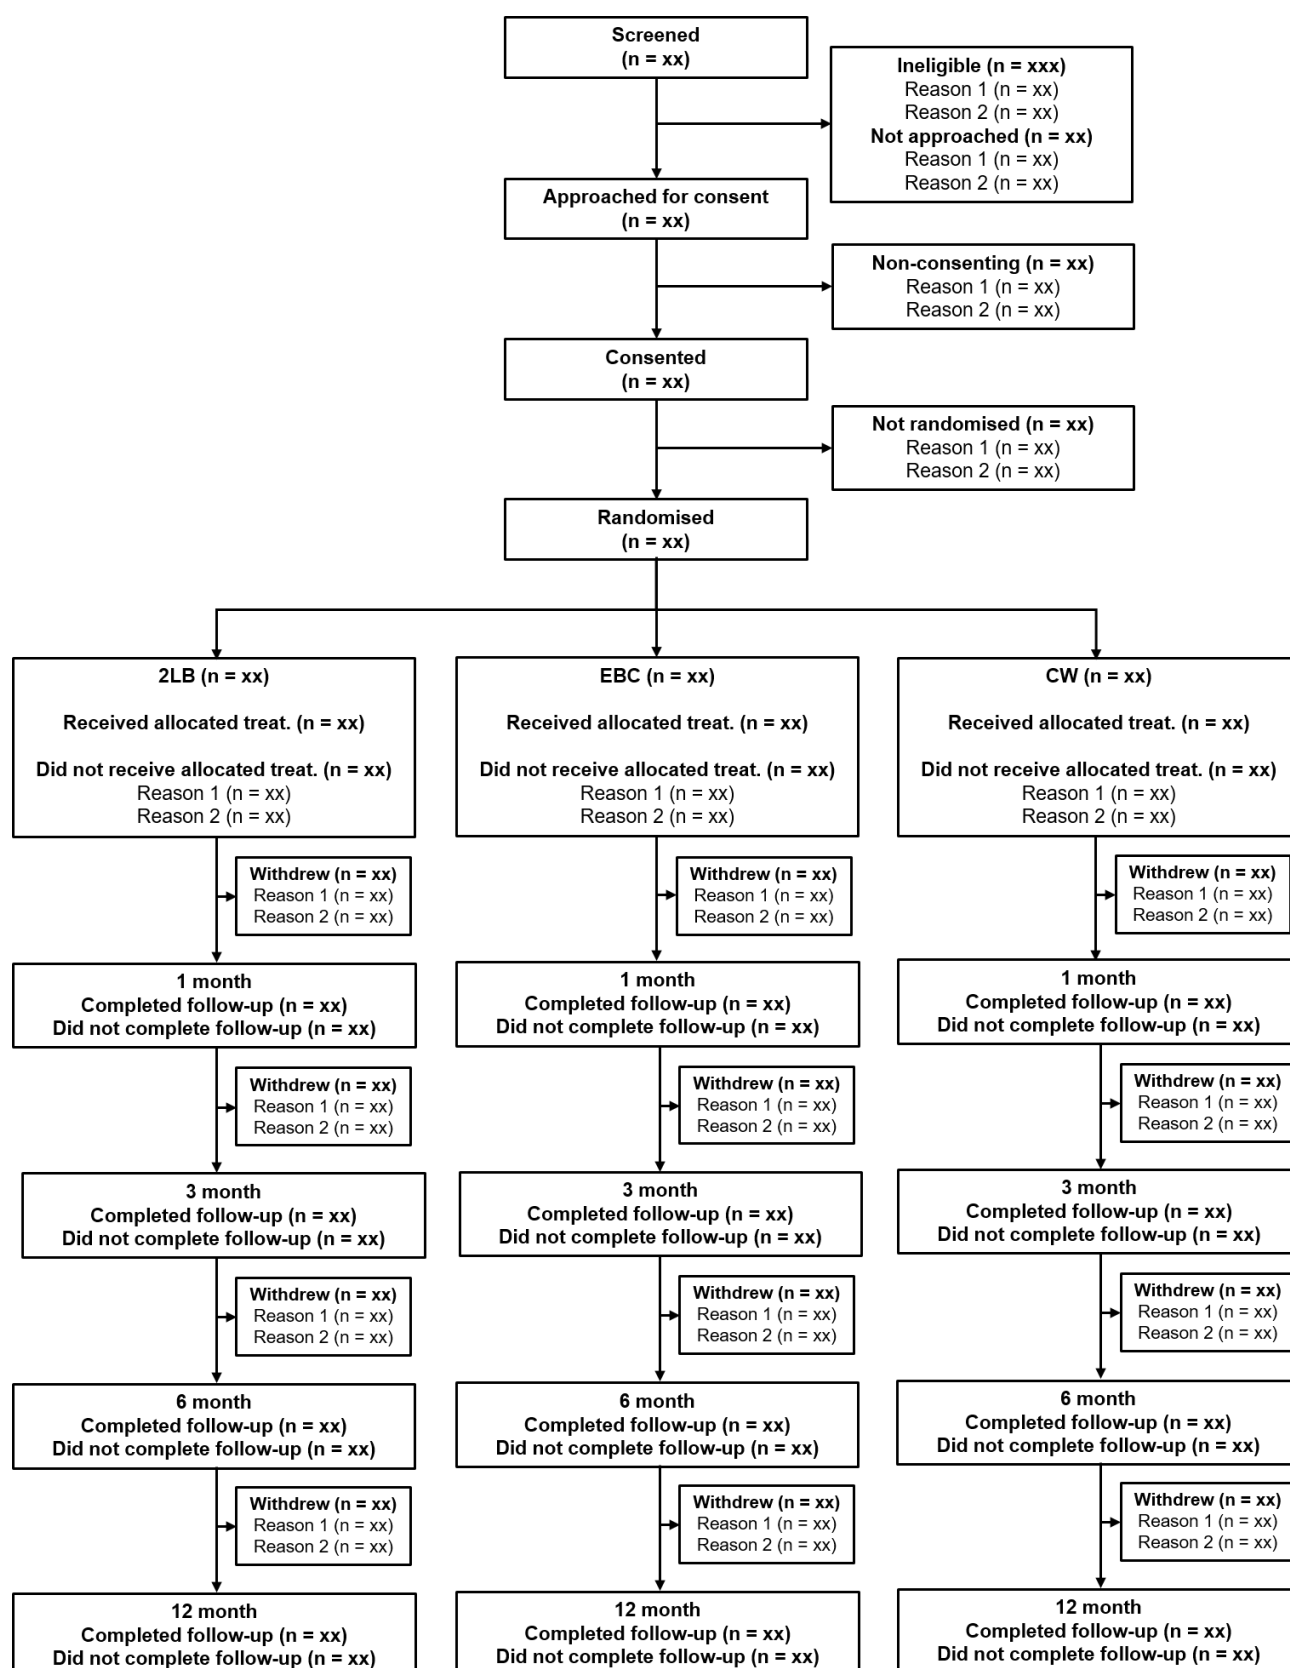 Screened
(n = xx)
Ineligible (n = xxx)
Reason 1 (n = xx)
Reason 2 (n = xx)
Not approached (n = xx)
Reason 1 (n = xx)
Reason 2 (n = xx)
Approached for consent
(n = xx)
Non-consenting (n = xx)
Reason 1 (n = xx)
Reason 2 (n = xx)
Consented
(n = xx)
Not randomised (n = xx)
Reason 1 (n = xx)
Reason 2 (n = xx)
Randomised
(n = xx)
2LB (n = xx)
Received allocated treat. (n = xx)
Did not receive allocated treat. (n = xx)
Reason 1 (n = xx)
Reason 2 (n = xx)
EBC (n = xx)
Received allocated treat. (n = xx)
Did not receive allocated treat. (n = xx)
Reason 1 (n = xx)
Reason 2 (n = xx)
CW (n = xx)
Received allocated treat. (n = xx)
Did not receive allocated treat. (n = xx)
Reason 1 (n = xx)
Reason 2 (n = xx)
Withdrew (n = xx)
Reason 1 (n = xx)
Reason 2 (n = xx)
Withdrew (n = xx)
Reason 1 (n = xx)
Reason 2 (n = xx)
Withdrew (n = xx)
Reason 1 (n = xx)
Reason 2 (n = xx)
1 month
Completed follow-up (n = xx)
Did not complete follow-up (n = xx)
1 month
Completed follow-up (n = xx)
Did not complete follow-up (n = xx)
1 month
Completed follow-up (n = xx)
Did not complete follow-up (n = xx)
Withdrew (n = xx)
Reason 1 (n = xx)
Reason 2 (n = xx)
Withdrew (n = xx)
Reason 1 (n = xx)
Reason 2 (n = xx)
Withdrew (n = xx)
Reason 1 (n = xx)
Reason 2 (n = xx)
3 month
Completed follow-up (n = xx)
Did not complete follow-up (n = xx)
3 month
Completed follow-up (n = xx)
Did not complete follow-up (n = xx)
3 month
Completed follow-up (n = xx)
Did not complete follow-up (n = xx)
Withdrew (n = xx)
Reason 1 (n = xx)
Reason 2 (n = xx)
Withdrew (n = xx)
Reason 1 (n = xx)
Reason 2 (n = xx)
Withdrew (n = xx)
Reason 1 (n = xx)
Reason 2 (n = xx)
6 month
Completed follow-up (n = xx)
Did not complete follow-up (n = xx)
6 month
Completed follow-up (n = xx)
Did not complete follow-up (n = xx)
6 month
Completed follow-up (n = xx)
Did not complete follow-up (n = xx)
Withdrew (n = xx)
Reason 1 (n = xx)
Reason 2 (n = xx)
Withdrew (n = xx)
Reason 1 (n = xx)
Reason 2 (n = xx)
Withdrew (n = xx)
Reason 1 (n = xx)
Reason 2 (n = xx)
12 month
Completed follow-up (n = xx)
Did not complete follow-up (n = xx)
12 month
Completed follow-up (n = xx)
Did not complete follow-up (n = xx)
12 month
Completed follow-up (n = xx)
Did not complete follow-up (n = xx)